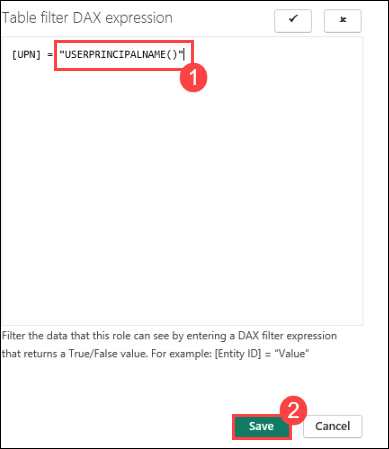 Table filter DAX expression
[UPN] = "USERPRINCIPALNAME()"
1
Filter the data that this role can see by entering a DAX filter expression
that returns a True/False value. For example: [Entity ID] = “Value”
2
Save Cancel